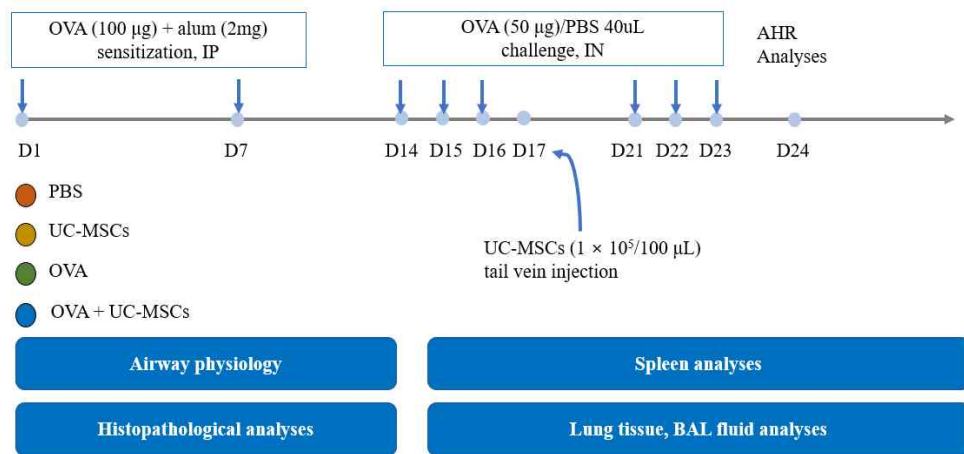 OVA (100 μg) + alum (2mg)
sensitization, IP
OVA (50 μg)/PBS 40uL
challenge, IN
AHR
Analyses
D1
D7
D14
D15
D16
D17
D21
D22
D23
D24
PBS
UC-MSCs
OVA
OVA + UC-MSCs
UC-MSCs (1 × 10⁵/100 μL)
tail vein injection
Airway physiology
Spleen analyses
Histopathological analyses
Lung tissue, BAL fluid analyses